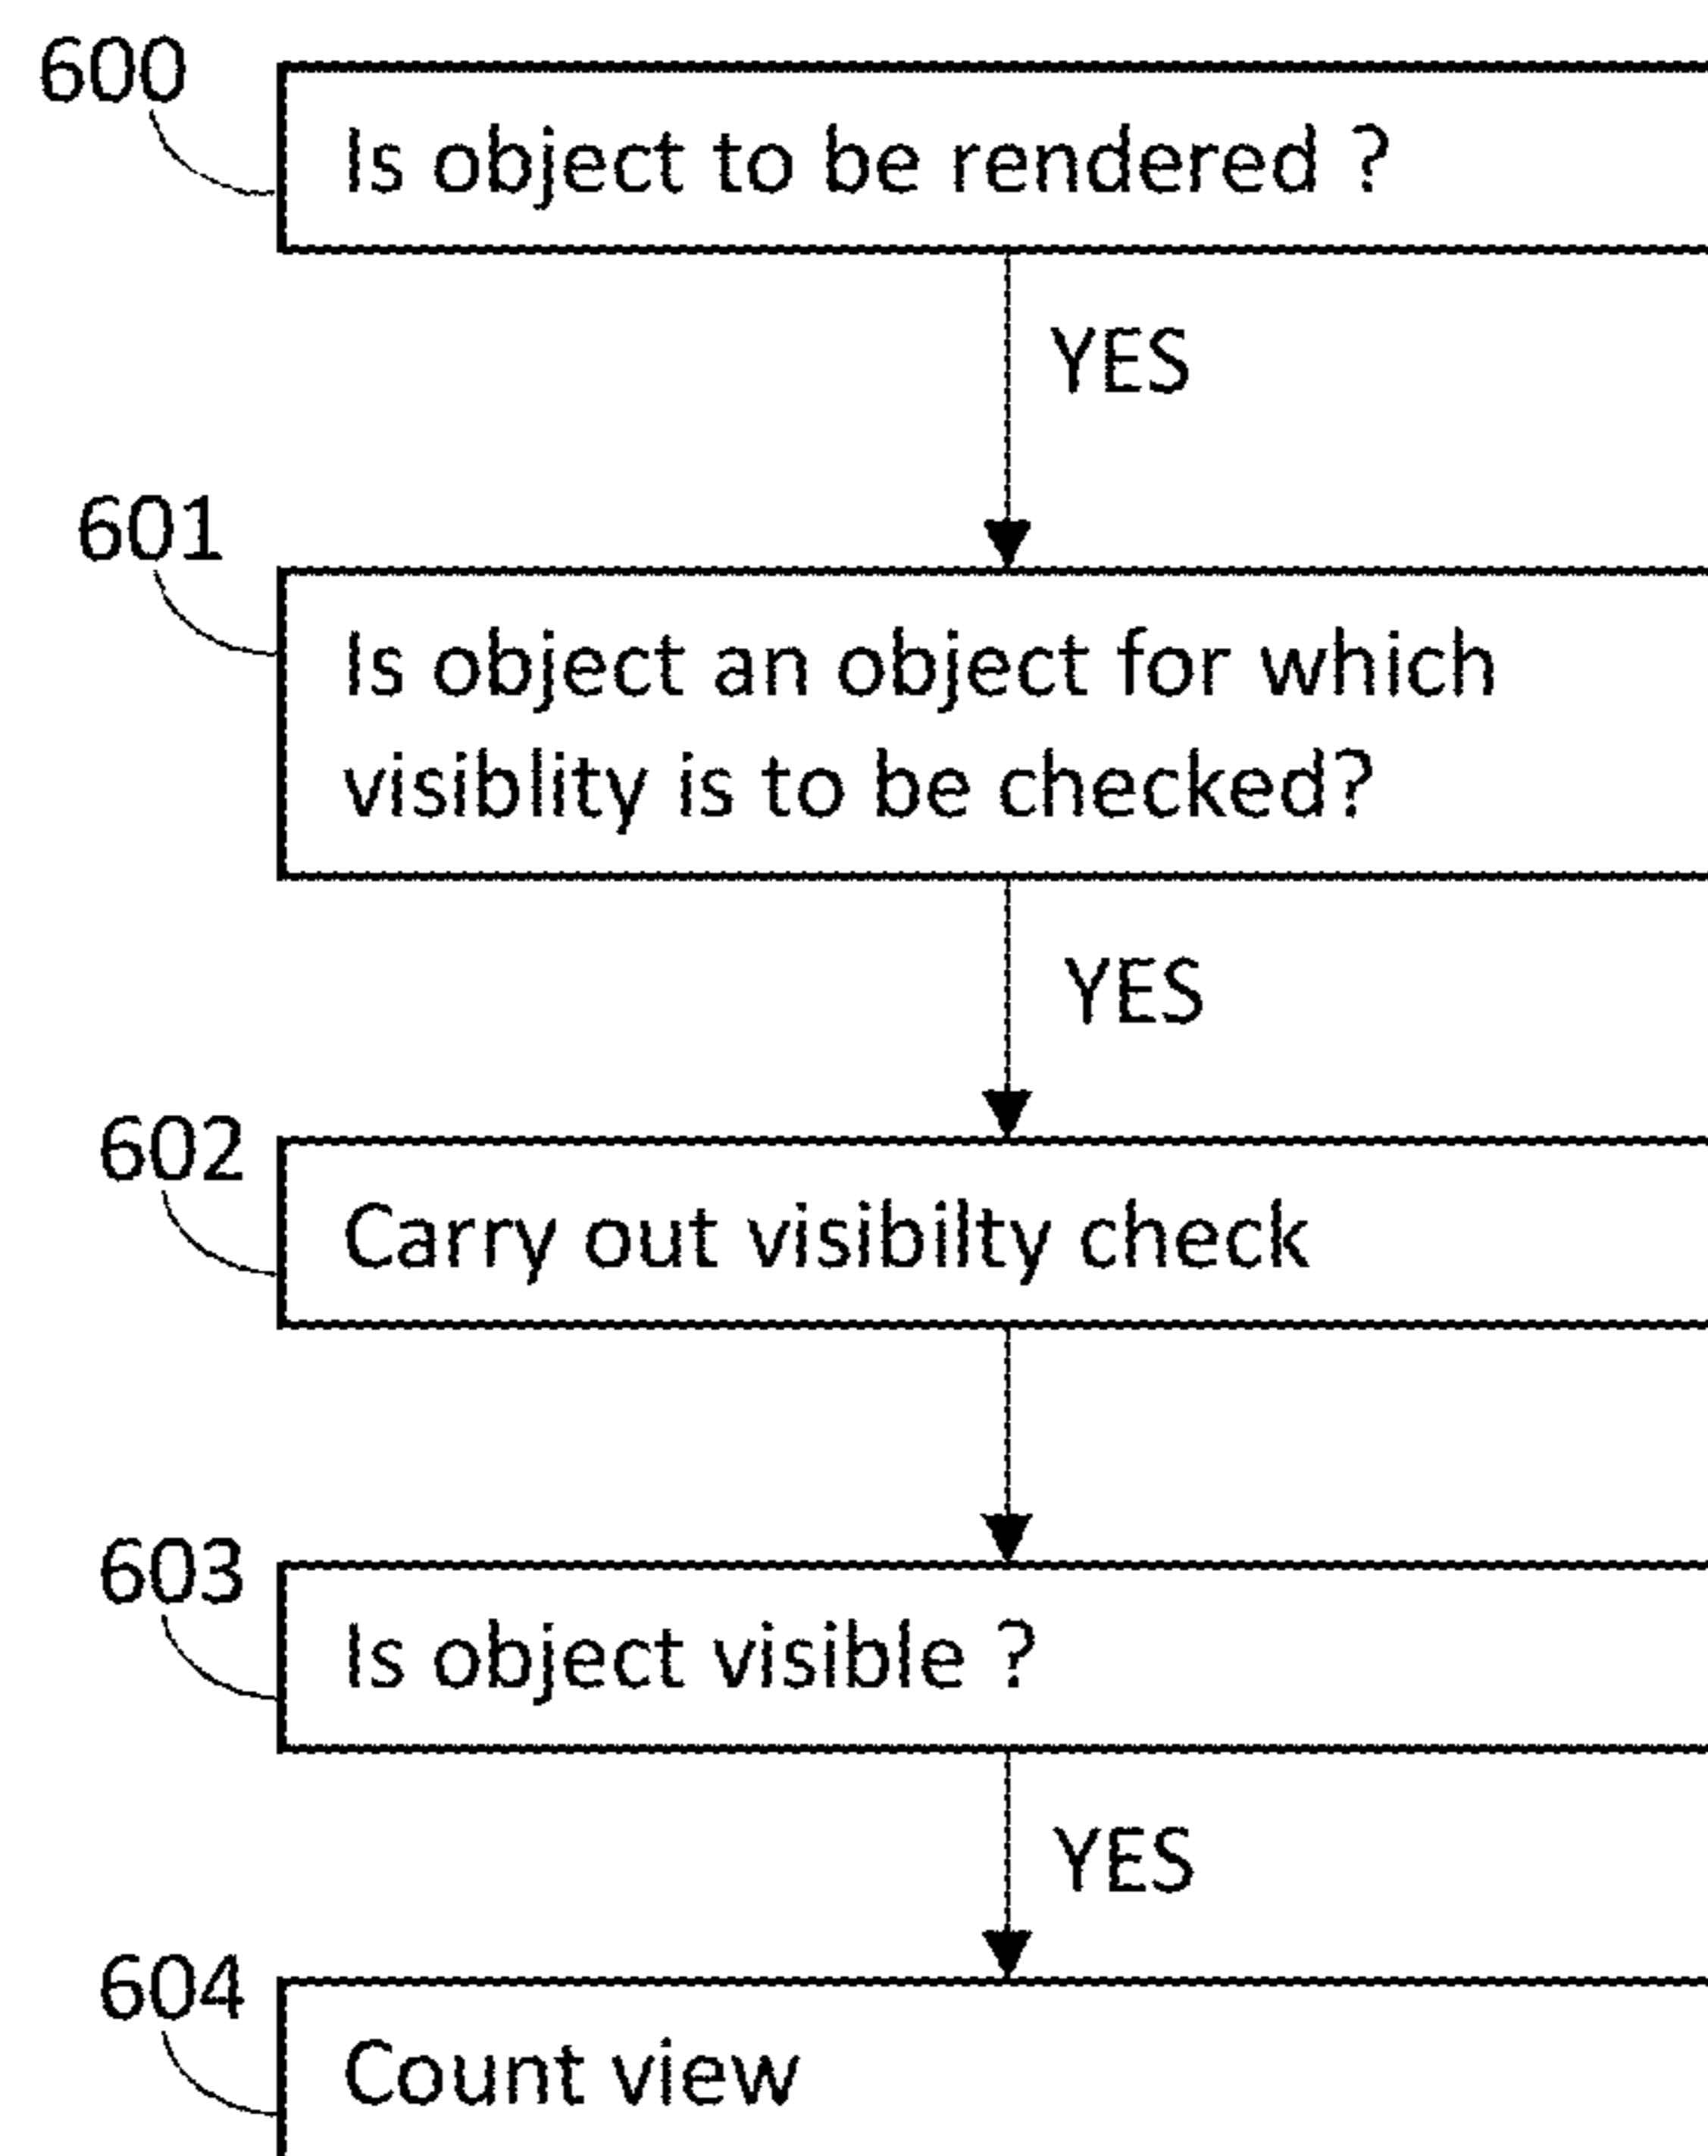 600
Is object to be rendered ?
YES
601
Is object an object for which
visiblity is to be checked?
YES
602
Carry out visibilty check
603
Is object visible ?
YES
604
Count view